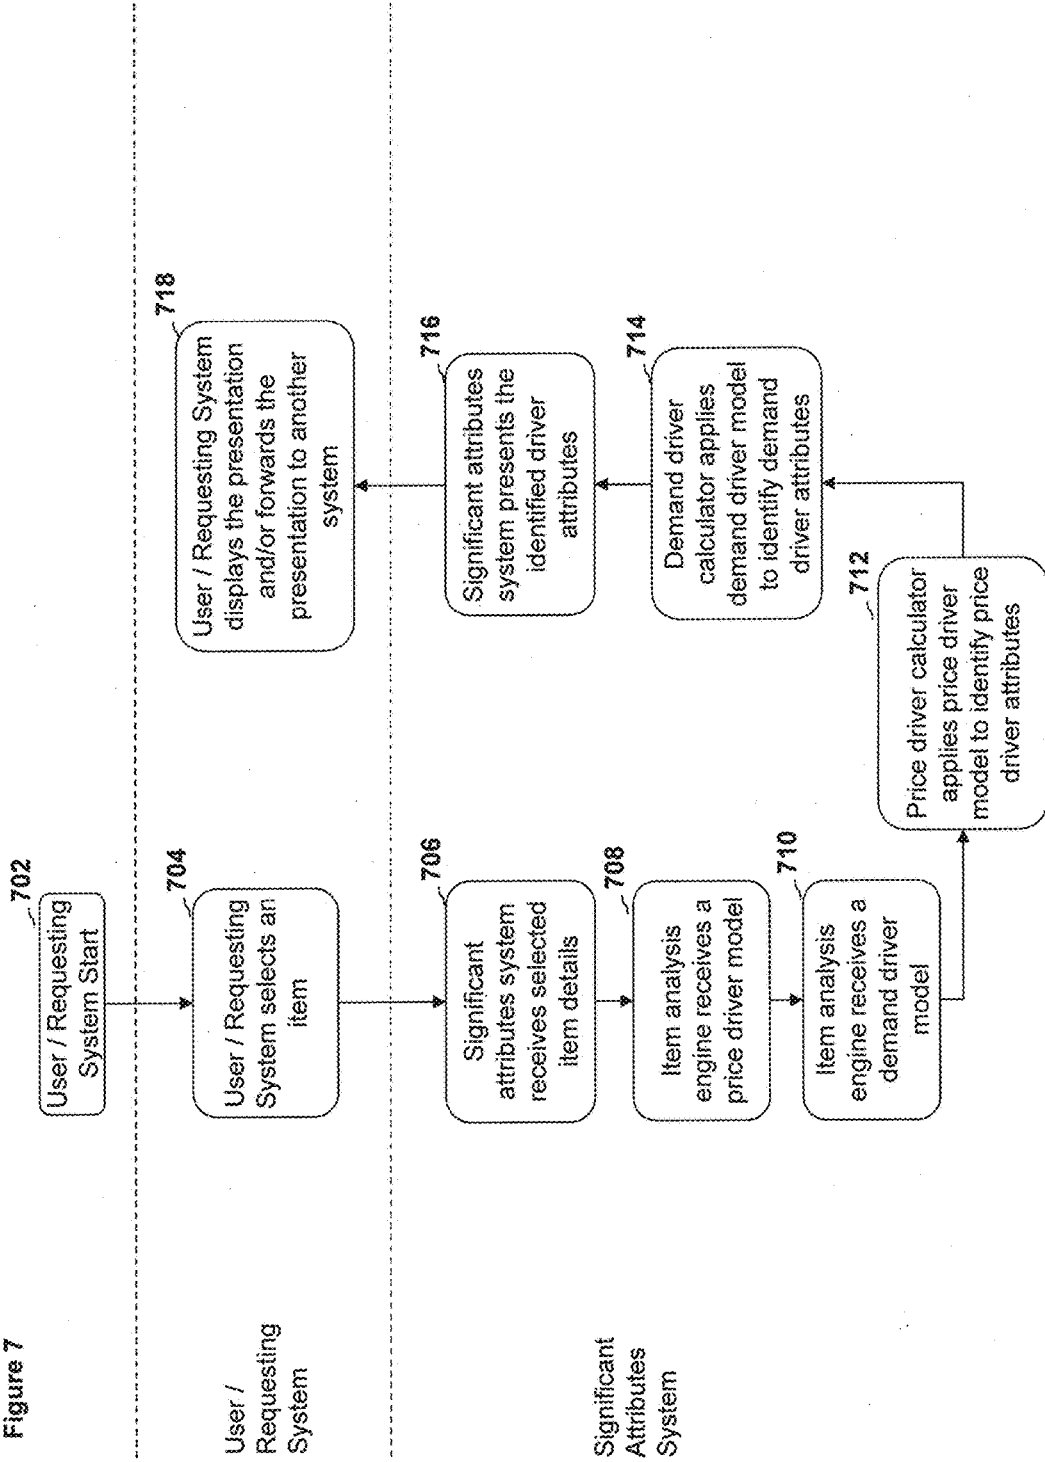 Figure 7
702
User / Requesting
System Start
User /
Requesting
System
704
User / Requesting
System selects an
item
718
User / Requesting System
displays the presentation
and/or forwards the
presentation to another
system
Significant
Attributes
System
706
Significant
attributes system
receives selected
item details
708
Item analysis
engine receives a
price driver model
710
Item analysis
engine receives a
demand driver
model
712
Price driver calculator
applies price driver
model to identify price
driver attributes
714
Demand driver
calculator applies
demand driver model
to identify demand
driver attributes
716
Significant attributes
system presents the
identified driver
attributes